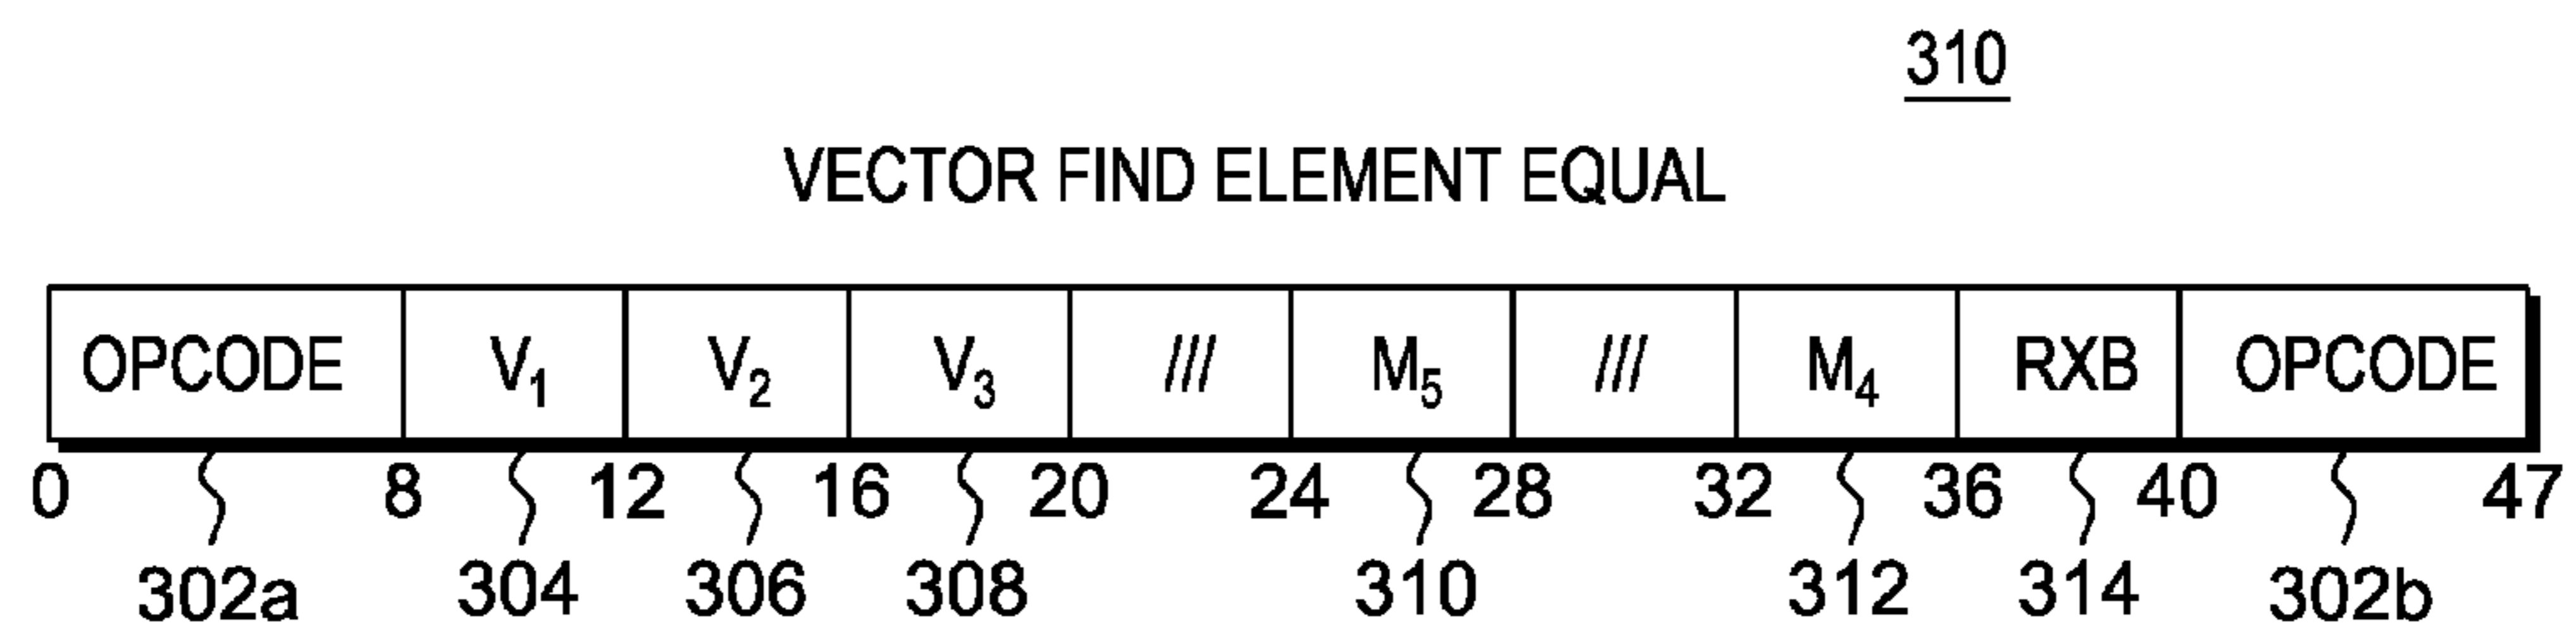 310
VECTOR FIND ELEMENT EQUAL
OPCODE V₁ V₂ V₃ /// M₅ /// M₄ RXB OPCODE
0 8 12 16 20 24 28 32 36 40 47
302a 304 306 308 310 312 314 302b